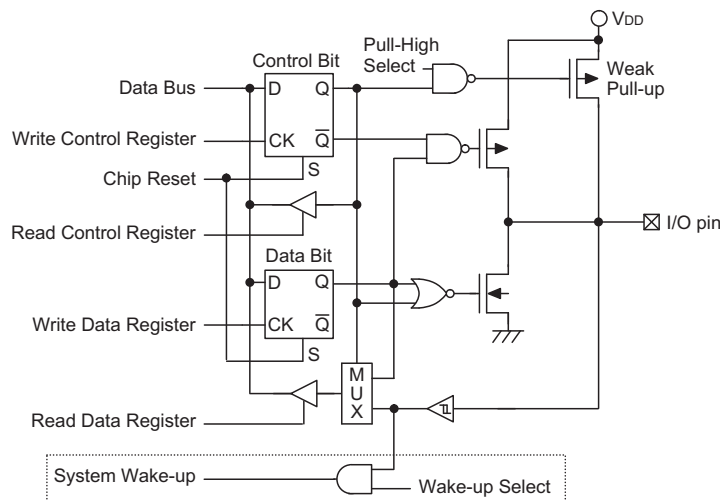 VDD
Control Bit
Pull-High
Select
Weak
Pull-up
Data Bus
D
Q
Write Control Register
CK
Q
Chip Reset
S
I/O pin
Read Control Register
Data Bit
D
Q
Write Data Register
CK
Q
S
M
U
X
Read Data Register
System Wake-up
Wake-up Select